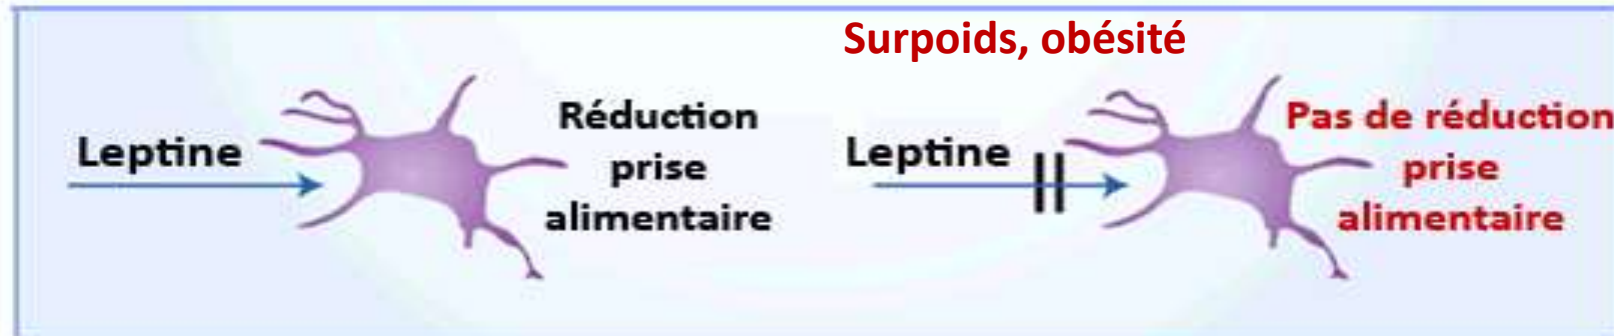 Surpoids, obésité
Leptine
Réduction
prise
alimentaire
Leptine
Pas de réduction
prise
alimentaire